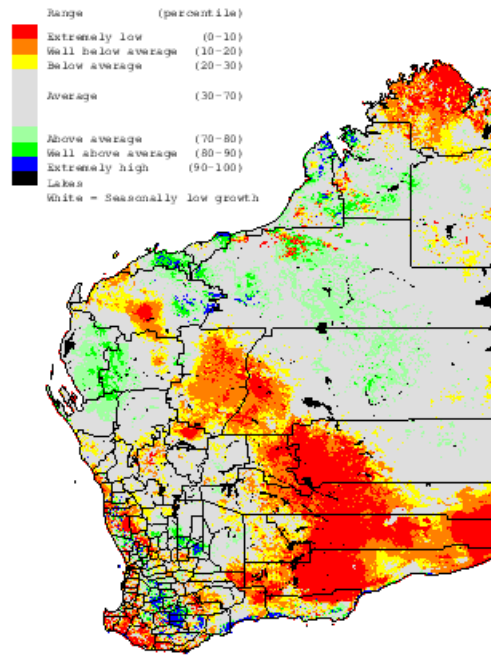 Range (percentile)
Extremely low (0-10)
Well below average (10-20)
Below average (20-30)
Average (30-70)
Above average (70-80)
Well above average (80-90)
Extremely high (90-100)
Lakes
White = Seasonally low growth